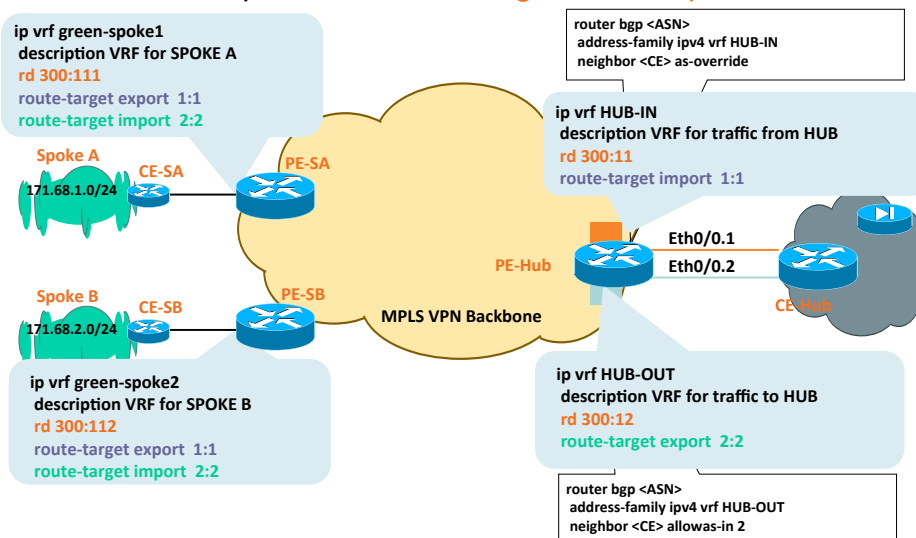 ip vrf green-spoke1
description VRF for SPOKE A
rd 300:111
route-target export 1:1
route-target import 2:2
router bgp <ASN>
address-family ipv4 vrf HUB-IN
neighbor <CE> as-override
ip vrf HUB-IN
description VRF for traffic from HUB
rd 300:11
route-target import 1:1
Spoke A
171.68.1.0/24
CE-SA
PE-SA
Eth0/0.1
PE-Hub
Eth0/0.2
CE-Hub
Spoke B
171.68.2.0/24
CE-SB
PE-SB
MPLS VPN Backbone
ip vrf green-spoke2
description VRF for SPOKE B
rd 300:112
route-target export 1:1
route-target import 2:2
ip vrf HUB-OUT
description VRF for traffic to HUB
rd 300:12
route-target export 2:2
router bgp <ASN>
address-family ipv4 vrf HUB-OUT
neighbor <CE> allowas-in 2